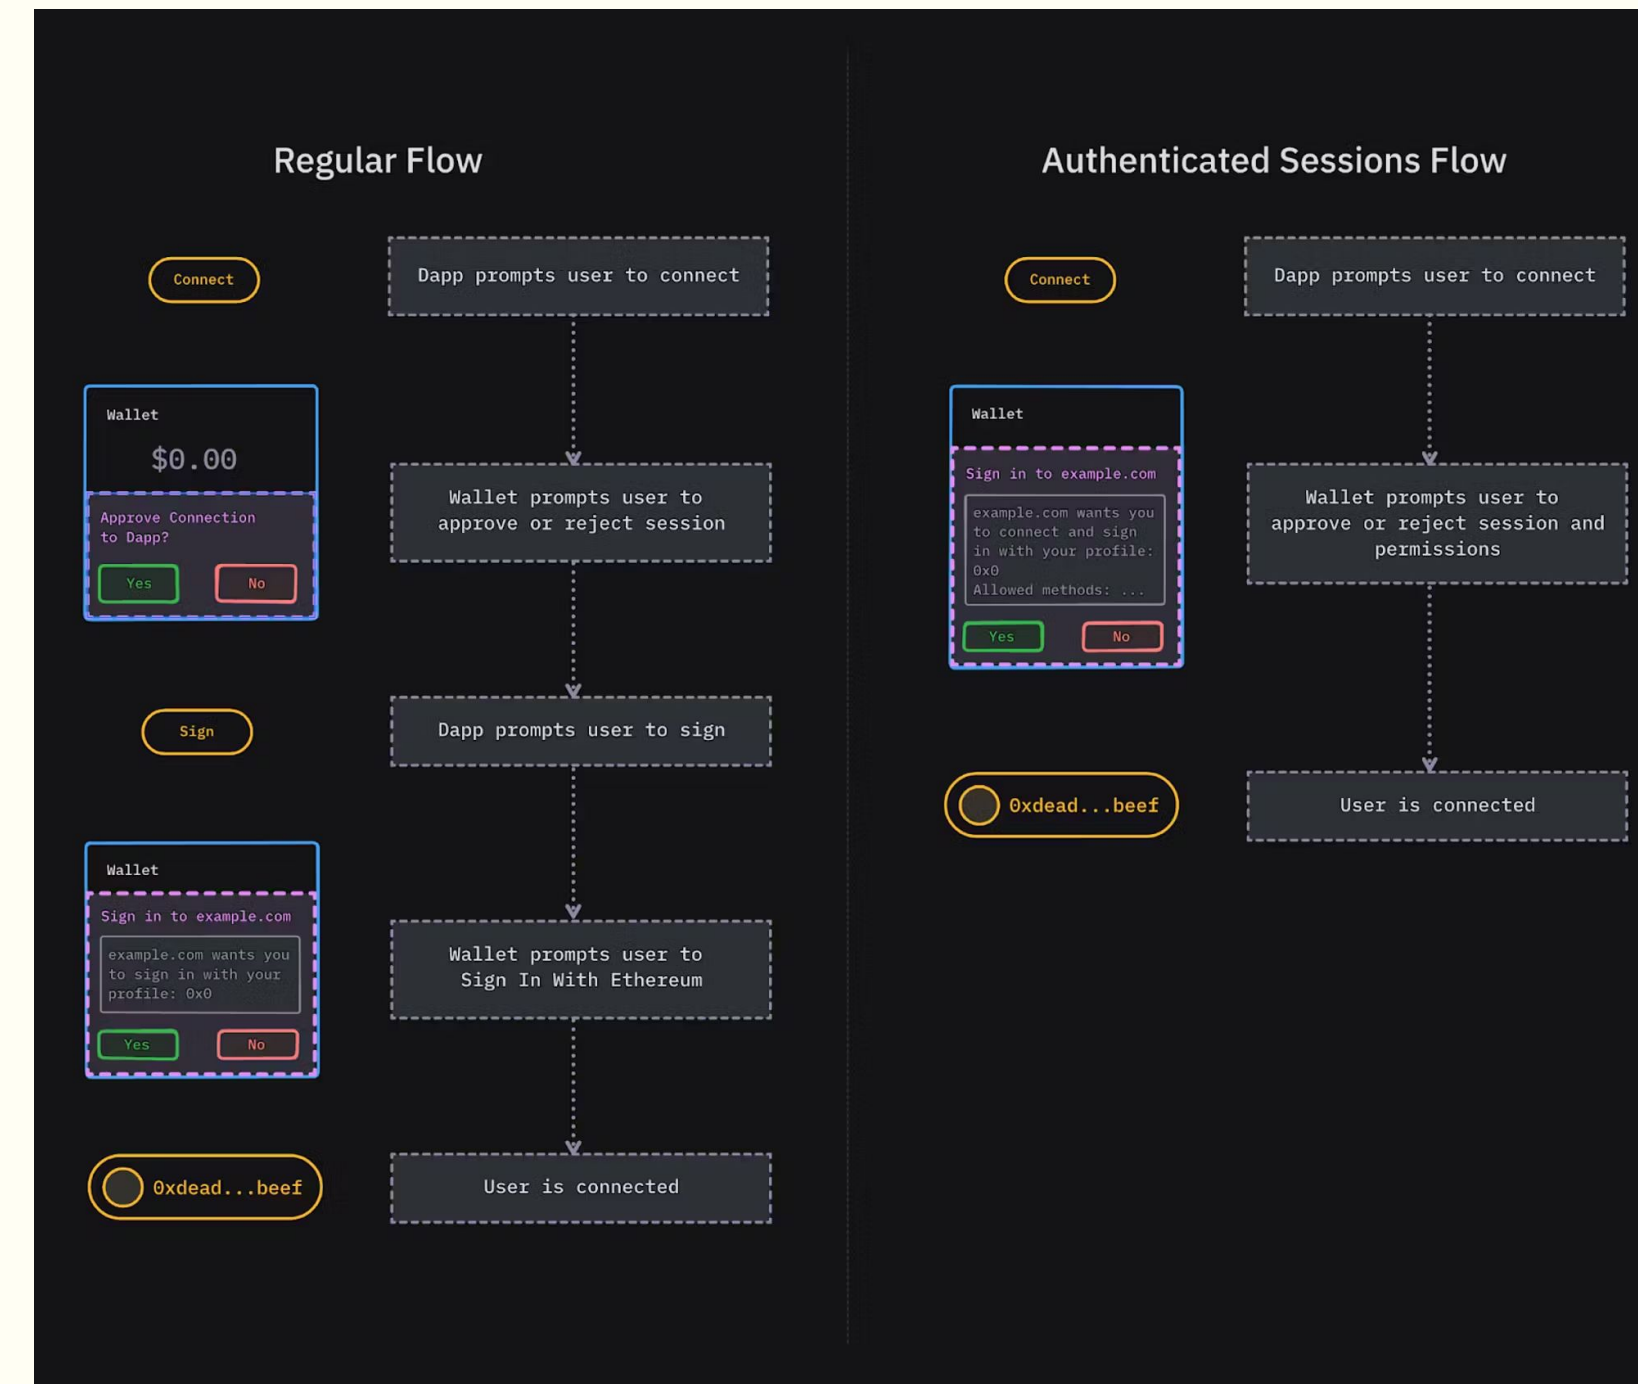 Regular Flow
Connect
Dapp prompts user to connect
Wallet
$0.00
Approve Connection
to Dapp?
Yes
No
Wallet prompts user to
approve or reject session
Sign
Dapp prompts user to sign
Wallet
Sign in to example.com
example.com wants you
to sign in with your
profile: 0x0
Yes
No
Wallet prompts user to
Sign In With Ethereum
0xdead...beef
User is connected
Authenticated Sessions Flow
Connect
Dapp prompts user to connect
Wallet
Sign in to example.com
example.com wants you
to connect and sign
in with your profile:
0x0
Allowed methods: ...
Yes
No
Wallet prompts user to
approve or reject session and
permissions
0xdead...beef
User is connected